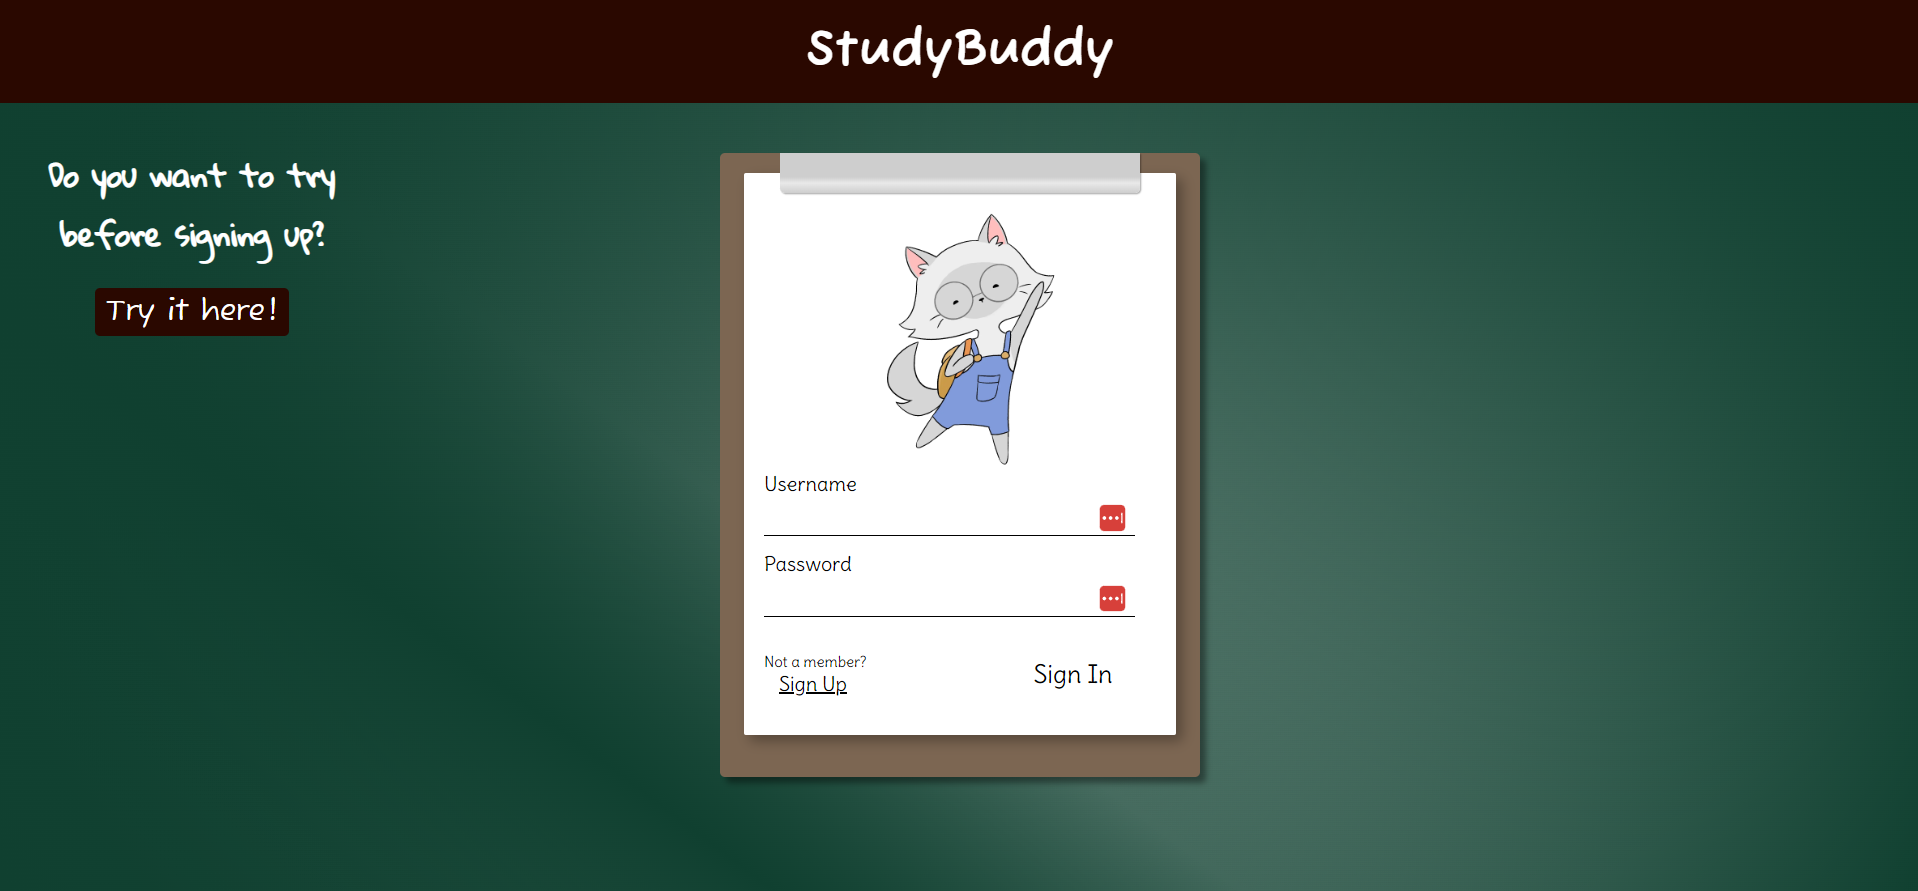 StudyBuddy
Do you want to try
before signing up?
Try it here!
Username
Password
Not a member?
Sign Up
Sign In